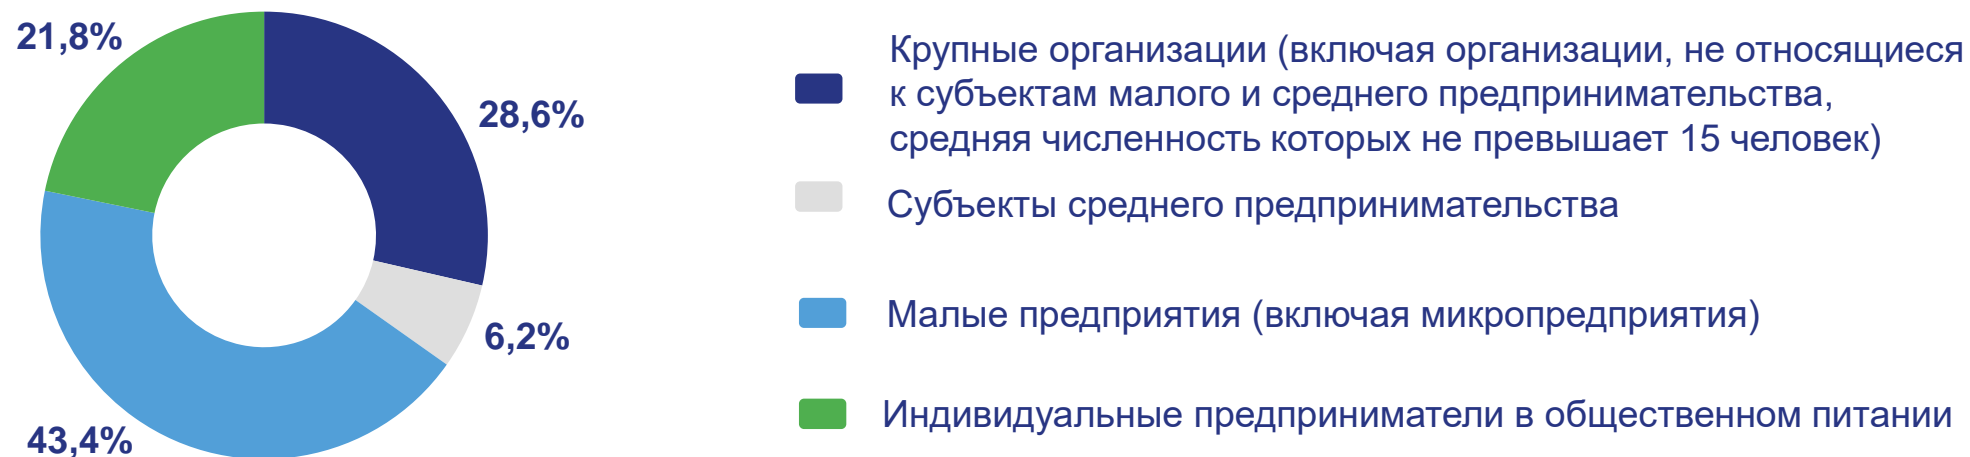 21,8%
28,6%
6,2%
43,4%
Крупные организации (включая организации, не относящиеся
к субъектам малого и среднего предпринимательства,
средняя численность которых не превышает 15 человек)
Субъекты среднего предпринимательства
Малые предприятия (включая микропредприятия)
Индивидуальные предприниматели в общественном питании